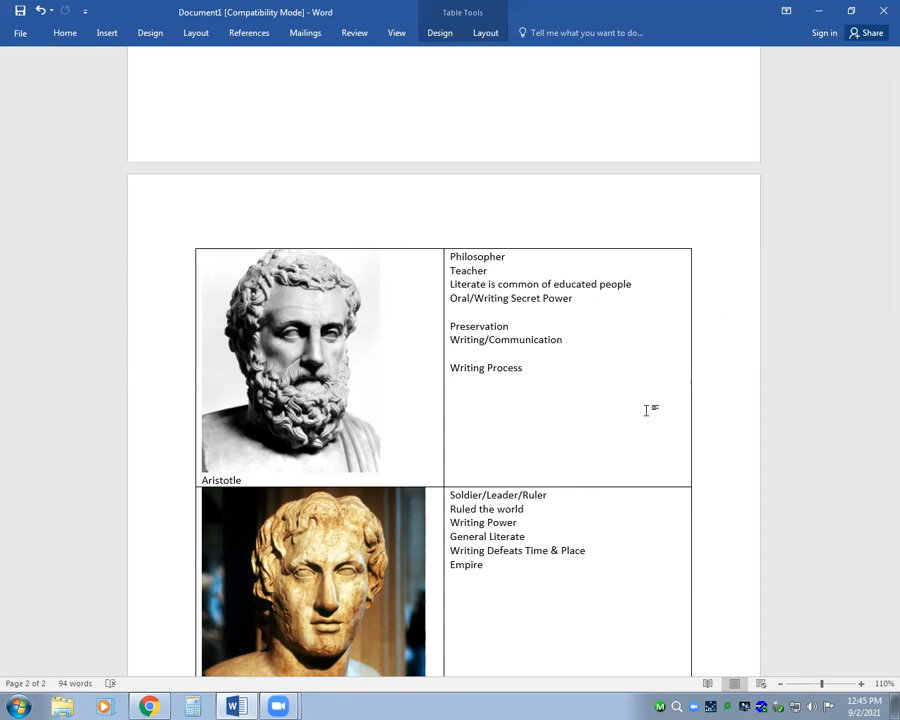 Document1 [Compatibility Mode] - Word
Table Tools
File Home Insert Design Layout References Mailings Review View Design Layout Tell me what you want to do... Sign in Share
Philosopher
Teacher
Literate is common of educated people
Oral/Writing Secret Power
Preservation
Writing/Communication
Writing Process
Aristotle
Soldier/Leader/Ruler
Ruled the world
Writing Power
General Literate
Writing Defeats Time & Place
Empire
Page 2 of 2 94 words 110%
12:45 PM
9/2/2021